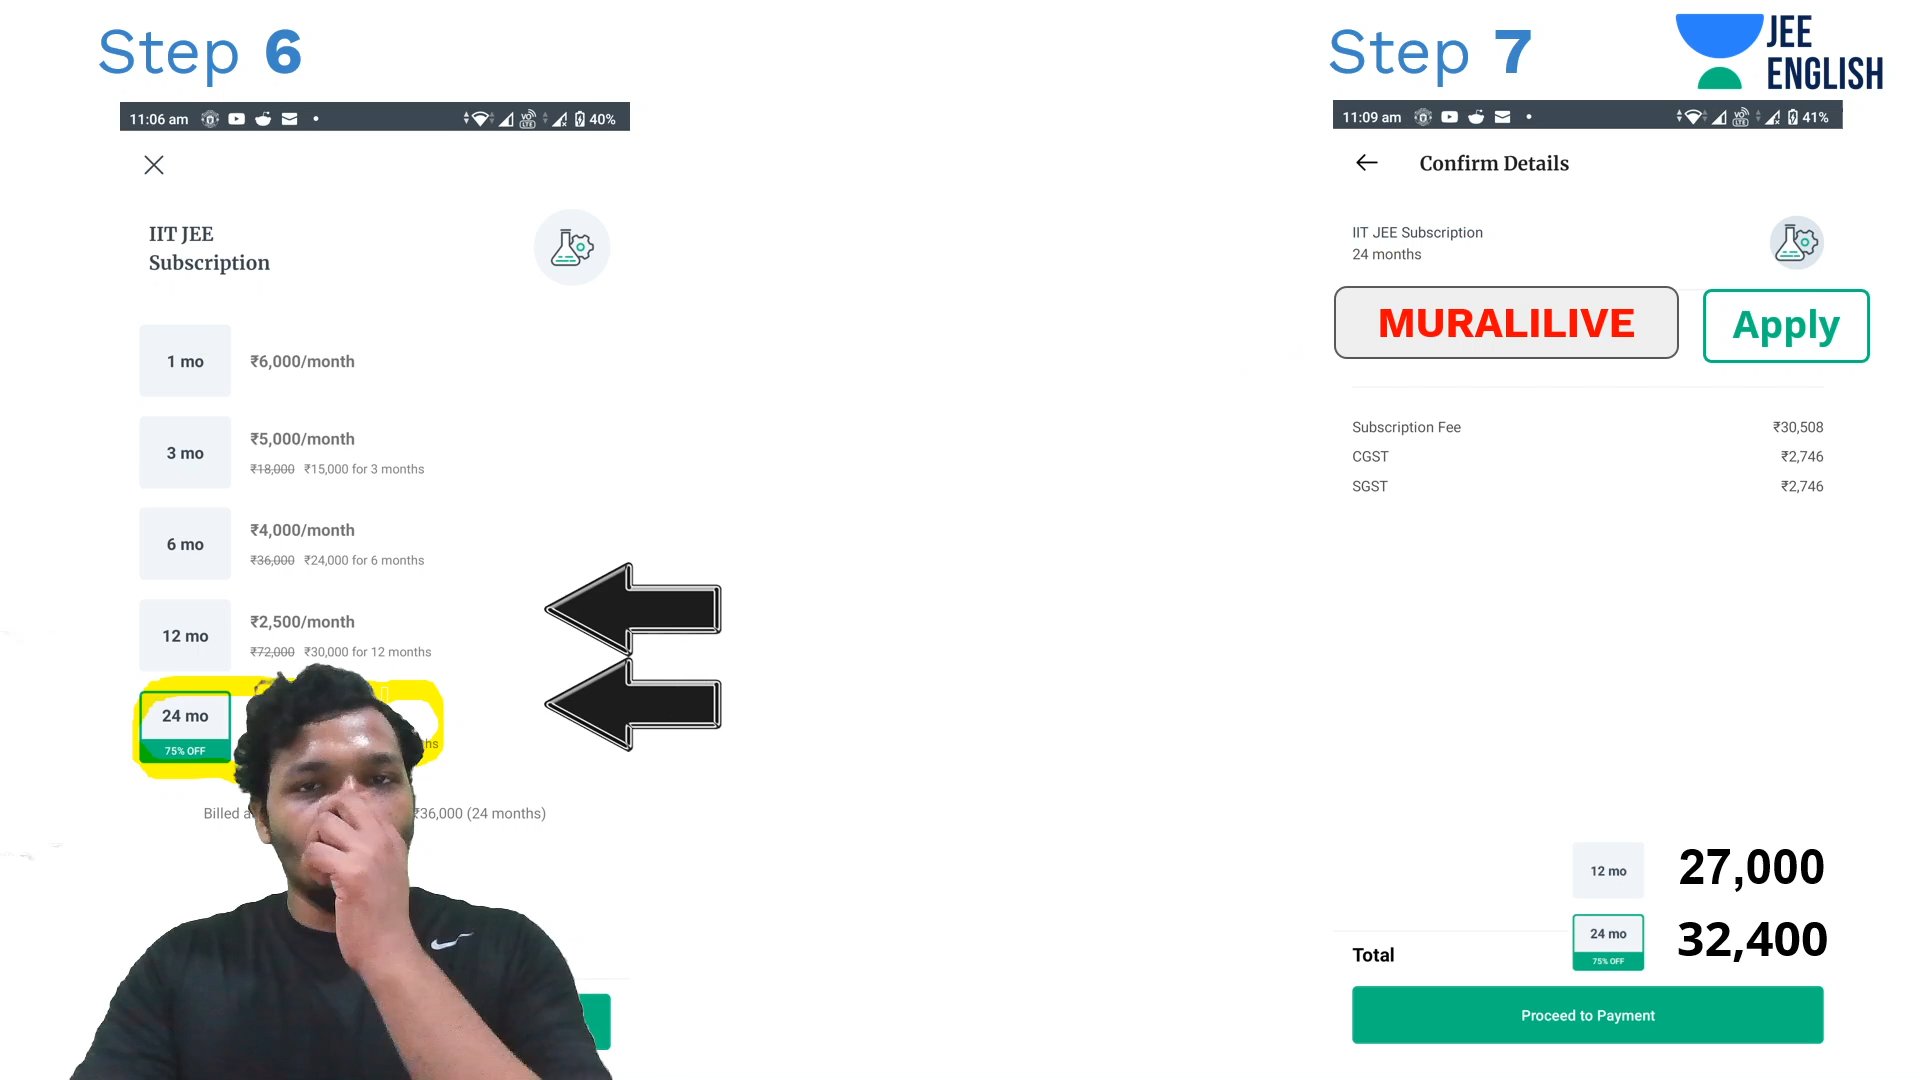 Step 6
11:06 am
VO LTE
40%
IIT JEE
Subscription
1 mo
₹6,000/month
3 mo
₹5,000/month
₹18,000 ₹15,000 for 3 months
6 mo
₹4,000/month
₹36,000 ₹24,000 for 6 months
12 mo
₹2,500/month
₹72,000 ₹30,000 for 12 months
24 mo
75% OFF
Billed
₹36,000 (24 months)
Step 7
JEE
ENGLISH
11:09 am
VO LTE
41%
Confirm Details
IIT JEE Subscription
24 months
MURALILIVE
Apply
Subscription Fee ₹30,508
CGST ₹2,746
SGST ₹2,746
12 mo 27,000
24 mo 32,400
75% OFF
Total
Proceed to Payment